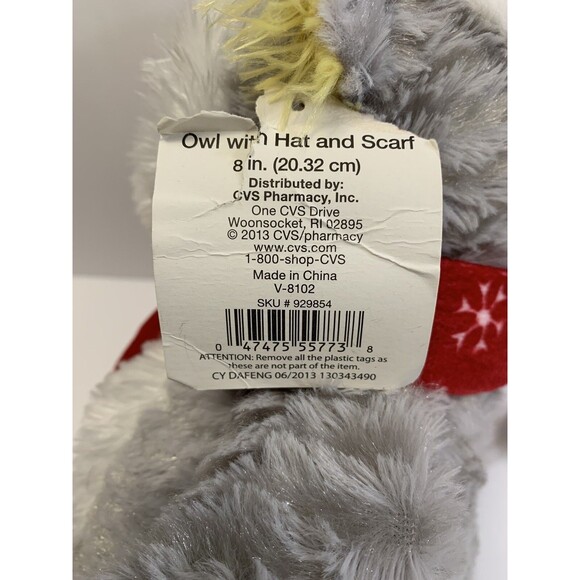 Owl with Hat and Scarf
8 in. (20.32 cm)
Distributed by:
CVS Pharmacy, Inc.
One CVS Drive
Woonsocket, RI 02895
© 2013 CVS/pharmacy
www.cvs.com
1-800-shop-CVS
Made in China
V-8102
SKU # 929854
0 47475 55773 8
ATTENTION: Remove all the plastic tags as
these are not part of the item.
CY DAFENG 06/2013 130343490